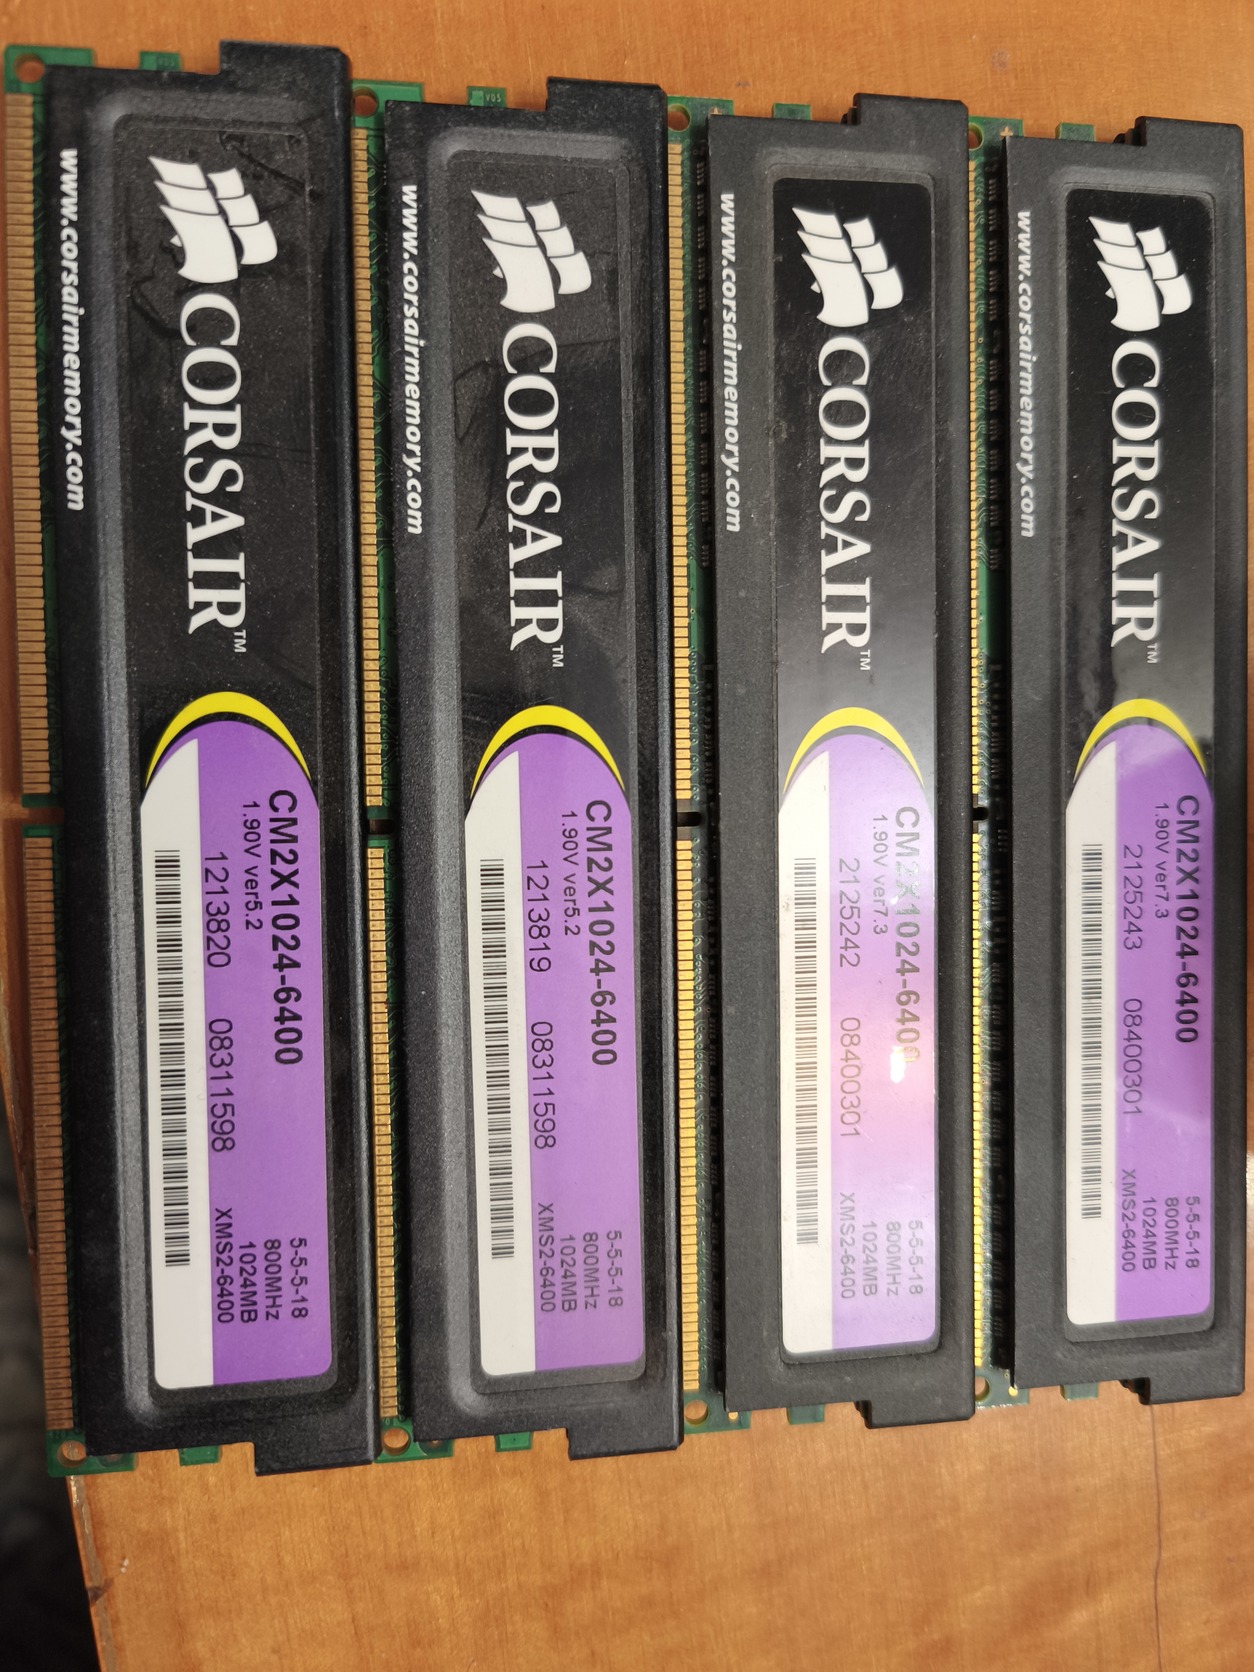 www.corsairmemory.com
CORSAIR™
CM2X1024-6400
1.90V ver5.2
1213820 08311598
5-5-5-18
800MHz
1024MB
XMS2-6400
V05
www.corsairmemory.com
CORSAIR™
CM2X1024-6400
1.90V ver5.2
1213819 08311598
5-5-5-18
800MHz
1024MB
XMS2-6400
www.corsairmemory.com
CORSAIR™
CM2X1024-6400
1.90V ver7.3
2125242 08400301
5-5-5-18
800MHz
1024MB
XMS2-6400
www.corsairmemory.com
CORSAIR™
CM2X1024-6400
1.90V ver7.3
2125243 08400301
5-5-5-18
800MHz
1024MB
XMS2-6400